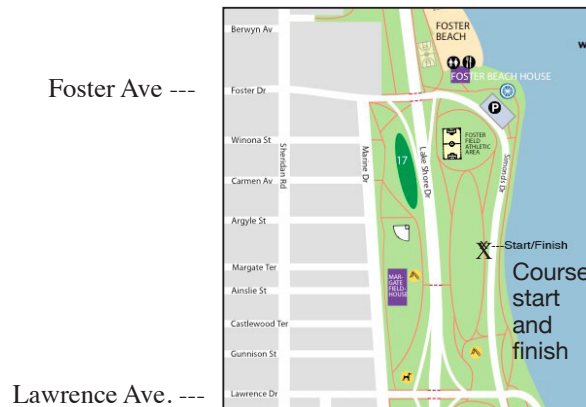 Berwyn Av
FOSTER
BEACH
W
FOSTER BEACH HOUSE
Foster Ave ---
Foster Dr
P
Winona St
Sheridan Rd
Marine Dr
17
Lake Shore Dr
FOSTER
FIELD
ATHLETIC
AREA
Simonds Dr
Carmen Av
Argyle St
X ---Start/Finish
Margate Ter
MAR-
GATE
FIELD-
HOUSE
Course
start
and
finish
Ainslie St
Castlewood Ter
Gunnison St
Lawrence Ave. ---
Lawrence Dr